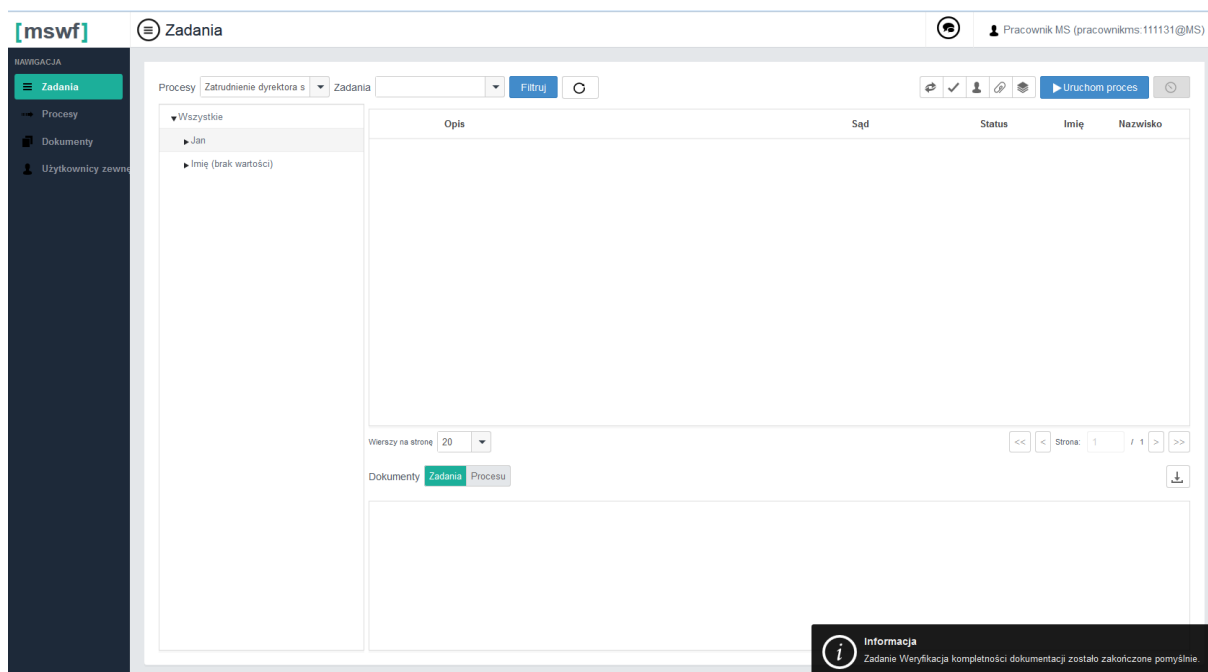 [mswf]
Zadania
Pracownik MS (pracownikms:111131@MS)
NAWIGACJA
Zadania
Procesy
Dokumenty
Użytkownicy zewnę
Procesy Zatrudnienie dyrektora s Zadania Filtruj Uruchom proces
Wszystkie
Jan
Imię (brak wartości)
Opis Sąd Status Imię Nazwisko
Wierszy na stronę 20 << < Strona: 1 / 1 > >>
Dokumenty Zadania Procesu
Informacja
Zadanie Weryfikacja kompletności dokumentacji zostało zakończone pomyślnie.